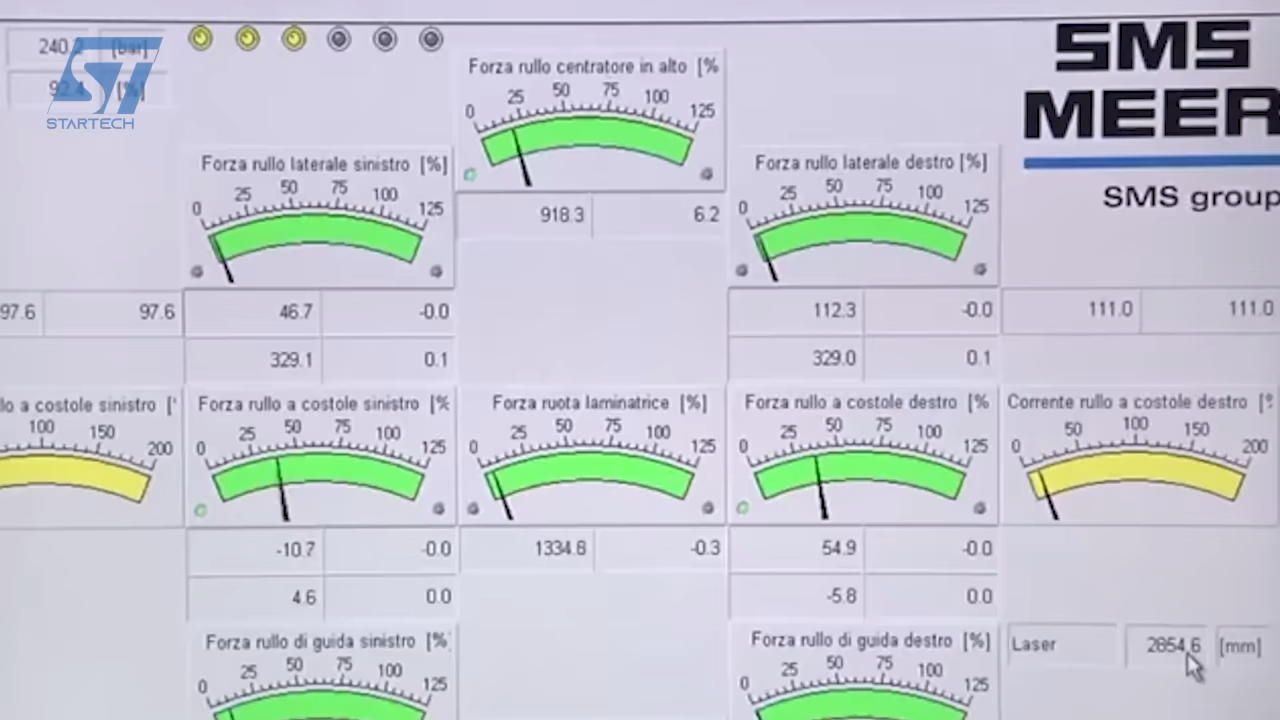 240.2 [bar]
92.4 [%]
STARTECH
SMS
MEER
SMS group
Forza rullo centratore in alto [%
0 25 50 75 100 125
918.3 6.2
Forza rullo laterale sinistro [%]
0 25 50 75 100 125
Forza rullo laterale destro [%]
0 25 50 75 100 125
97.6 97.6 46.7 -0.0 112.3 -0.0 111.0 111.0
329.1 0.1 329.0 0.1
lo a costole sinistro [%
100 150 200
Forza rullo a costole sinistro [%
0 25 50 75 100 125
Forza ruota laminatrice [%]
0 25 50 75 100 125
Forza rullo a costole destro [%
0 25 50 75 100 125
Corrente rullo a costole destro [%
0 50 100 150 200
-10.7 -0.0 1334.8 -0.3 54.9 -0.0
4.6 0.0 -5.8 0.0
Forza rullo di guida sinistro [%]
0 25 50 75 100 125
Forza rullo di guida destro [%]
0 25 50 75 100 125
Laser 2854.6 [mm]